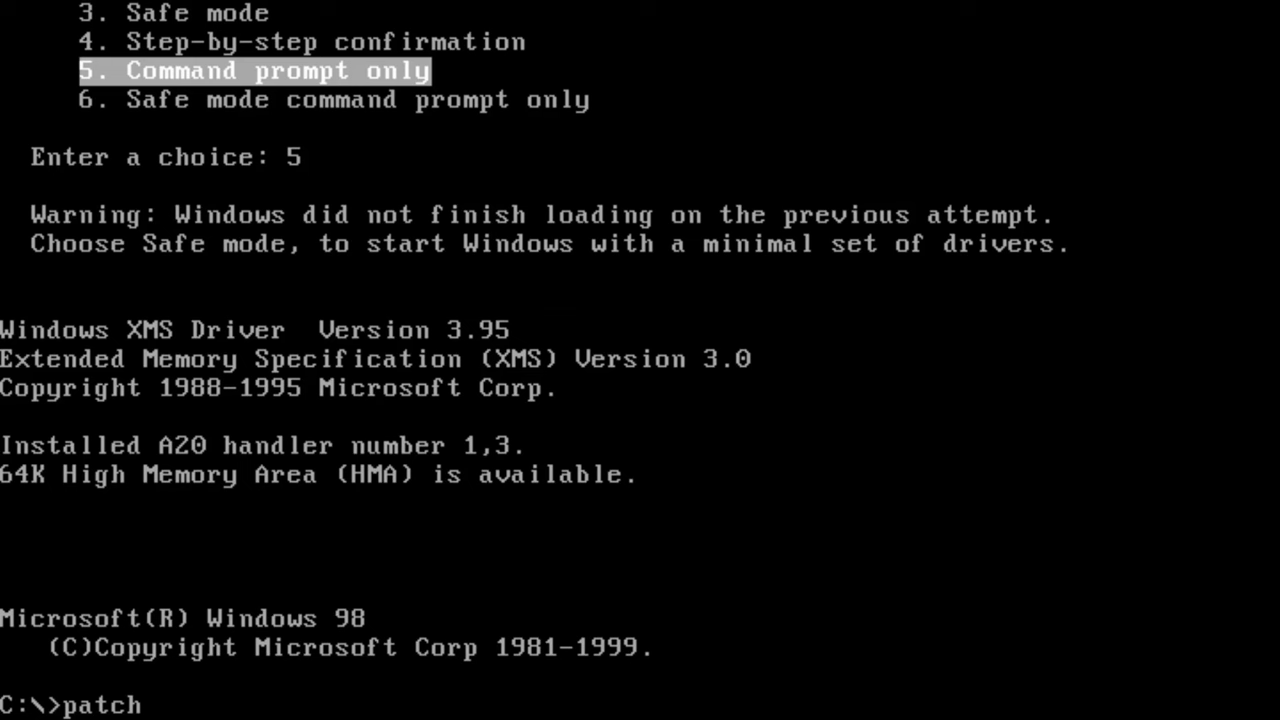 3. Safe mode
4. Step-by-step confirmation
5. Command prompt only
6. Safe mode command prompt only
Enter a choice: 5
Warning: Windows did not finish loading on the previous attempt.
Choose Safe mode, to start Windows with a minimal set of drivers.
Windows XMS Driver  Version 3.95
Extended Memory Specification (XMS) Version 3.0
Copyright 1988-1995 Microsoft Corp.
Installed A20 handler number 1,3.
64K High Memory Area (HMA) is available.
Microsoft(R) Windows 98
(C)Copyright Microsoft Corp 1981-1999.
C:\>patch